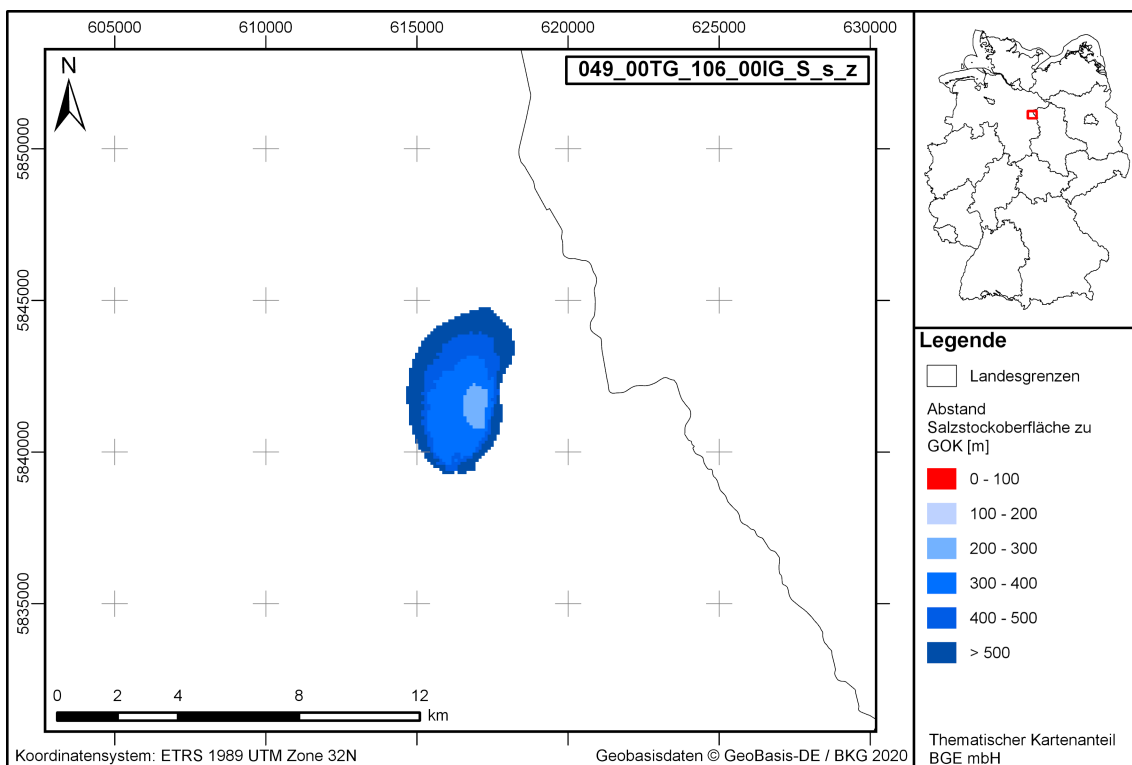 605000 610000 615000 620000 625000 630000
N
049_00TG_106_00IG_S_s_z
5850000
5845000
5840000
5835000
0 2 4 8 12
km
Koordinatensystem: ETRS 1989 UTM Zone 32N
Geobasisdaten © GeoBasis-DE / BKG 2020
Legende
Landesgrenzen
Abstand
Salzstockoberfläche zu
GOK [m]
0 - 100
100 - 200
200 - 300
300 - 400
400 - 500
> 500
Thematischer Kartenanteil
BGE mbH